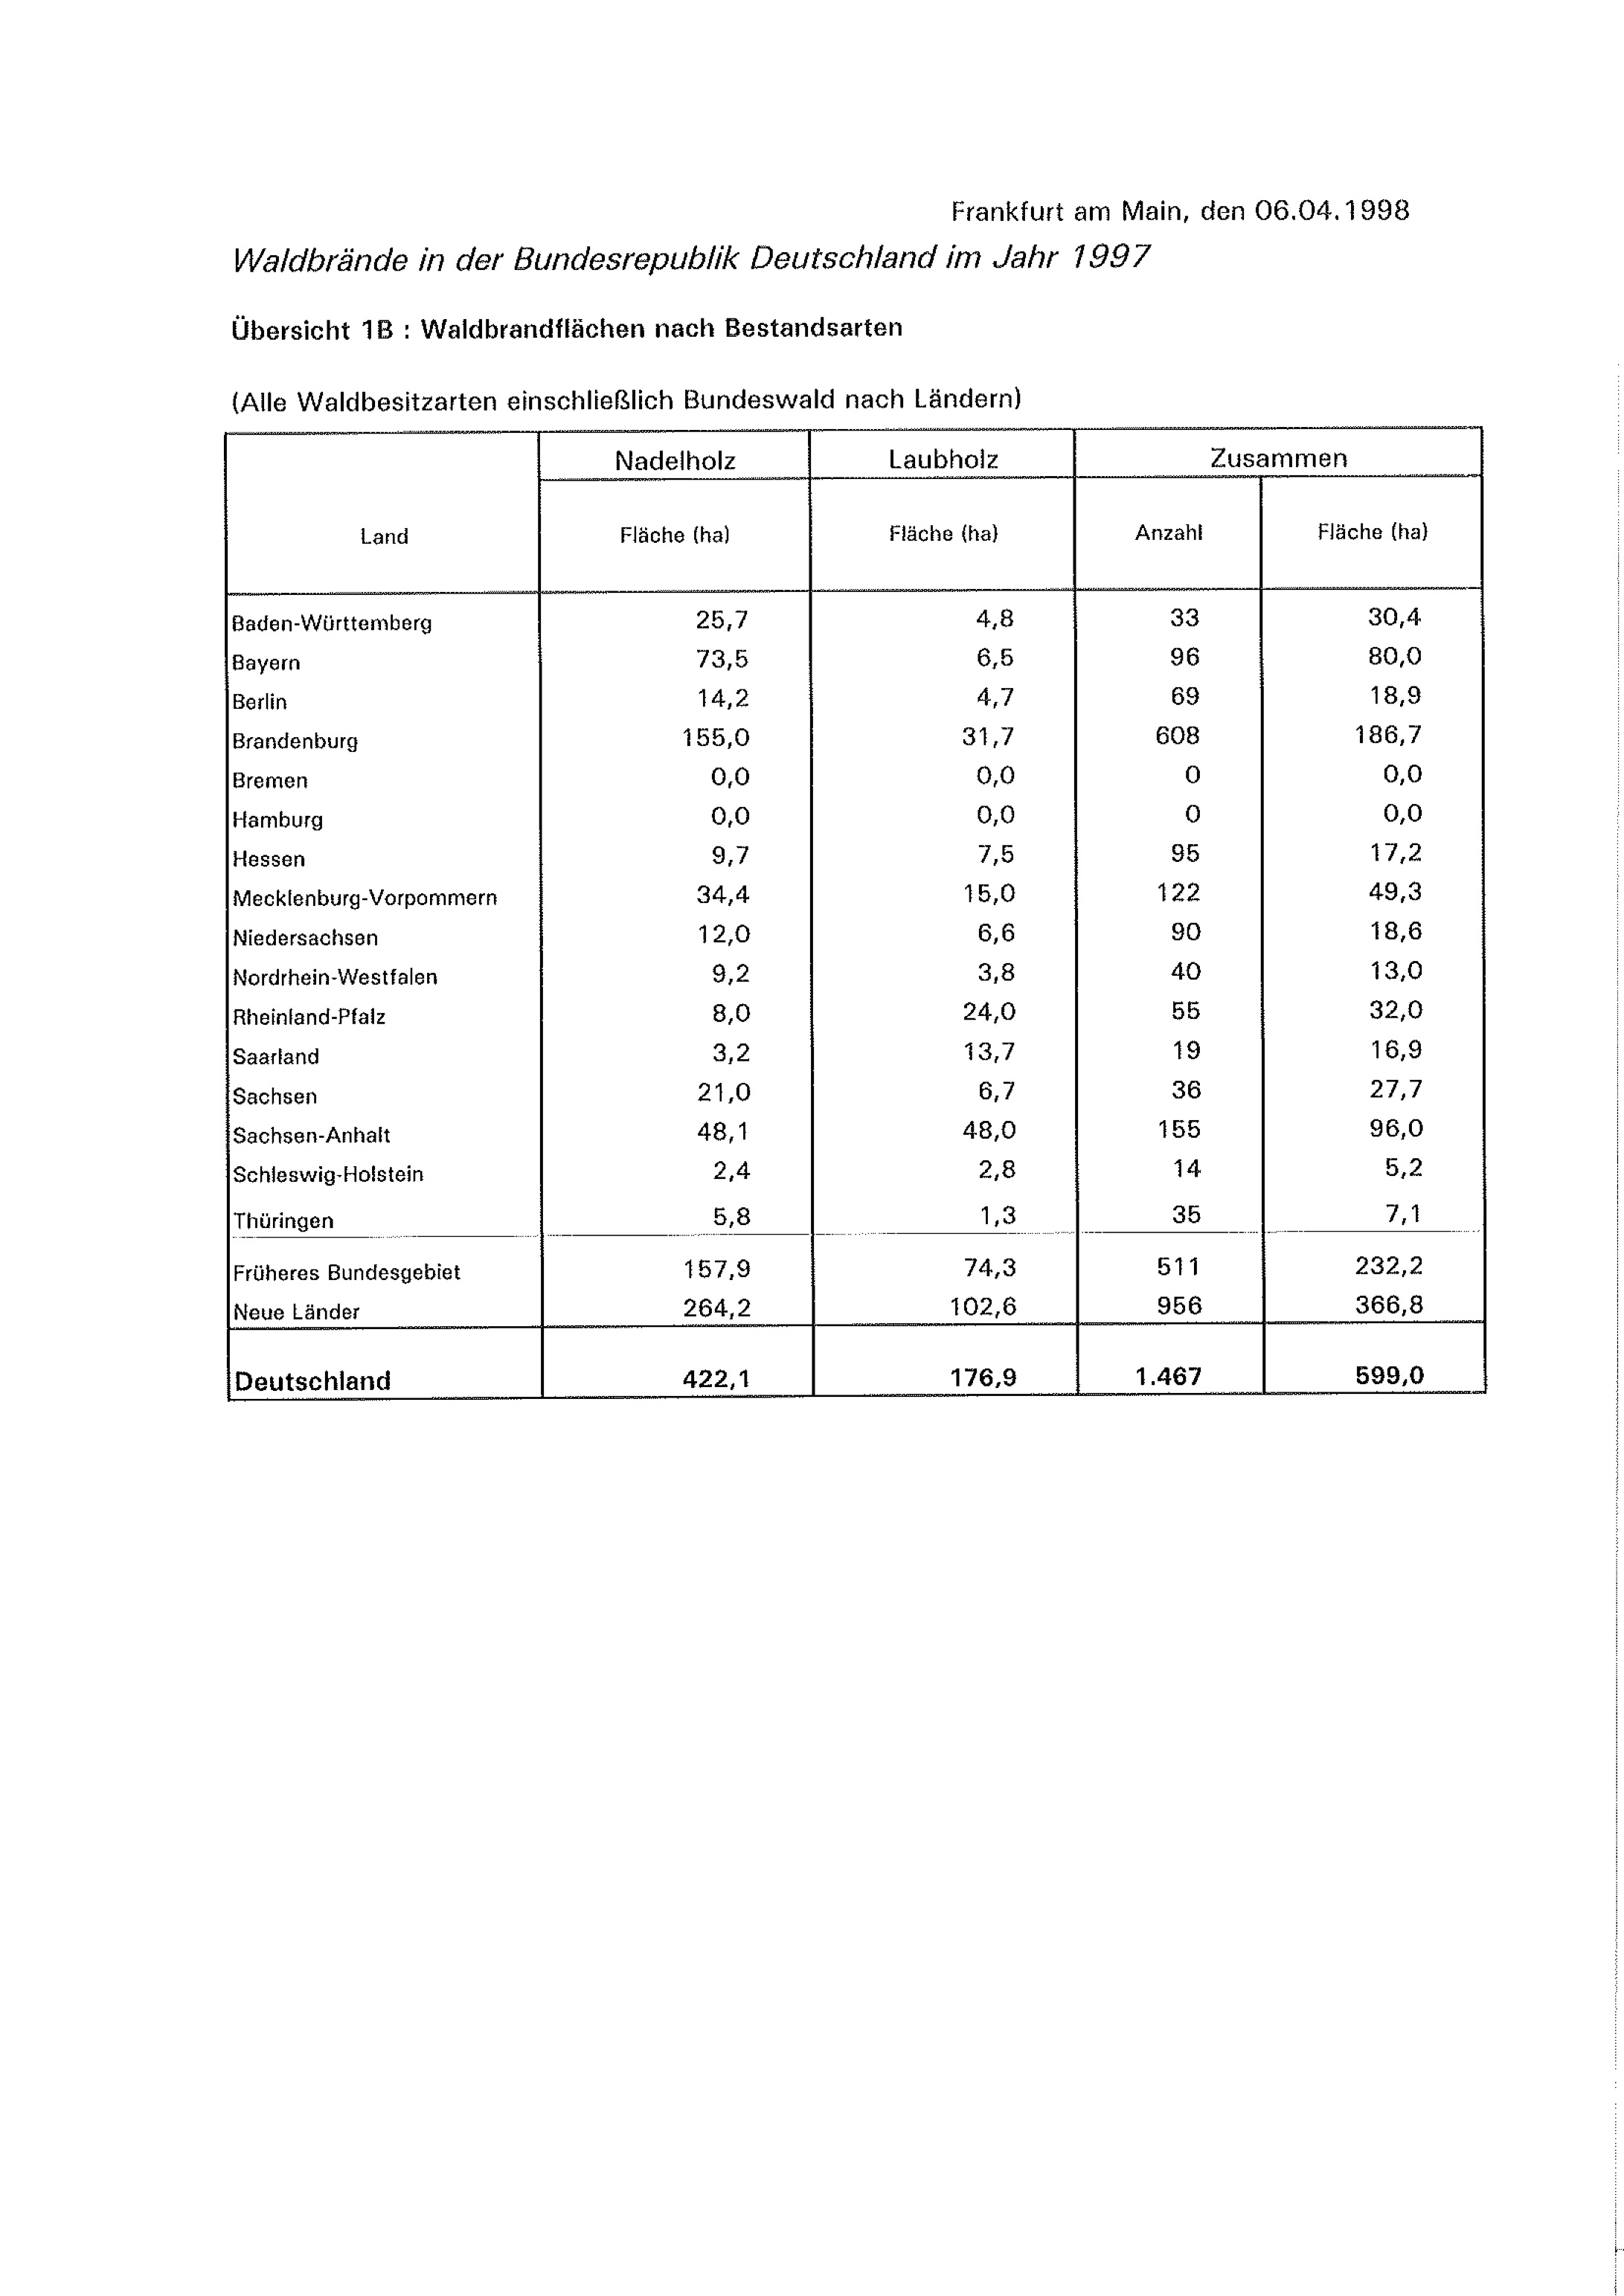 Frankfurt am Main, den 06.04.1998
Waldbrände in der Bundesrepublik Deutschland im Jahr 1997
Übersicht 1B : Waldbrandflächen nach Bestandsarten
(Alle Waldbesitzarten einschließlich Bundeswald nach Ländern)
Nadelholz Laubholz Zusammen
Land Fläche (ha) Fläche (ha) Anzahl Fläche (ha)
Baden-Württemberg 25,7 4,8 33 30,4
Bayern 73,5 6,5 96 80,0
Berlin 14,2 4,7 69 18,9
Brandenburg 155,0 31,7 608 186,7
Bremen 0,0 0,0 0 0,0
Hamburg 0,0 0,0 0 0,0
Hessen 9,7 7,5 95 17,2
Mecklenburg-Vorpommern 34,4 15,0 122 49,3
Niedersachsen 12,0 6,6 90 18,6
Nordrhein-Westfalen 9,2 3,8 40 13,0
Rheinland-Pfalz 8,0 24,0 55 32,0
Saarland 3,2 13,7 19 16,9
Sachsen 21,0 6,7 36 27,7
Sachsen-Anhalt 48,1 48,0 155 96,0
Schleswig-Holstein 2,4 2,8 14 5,2
Thüringen 5,8 1,3 35 7,1
Früheres Bundesgebiet 157,9 74,3 511 232,2
Neue Länder 264,2 102,6 956 366,8
Deutschland 422,1 176,9 1.467 599,0